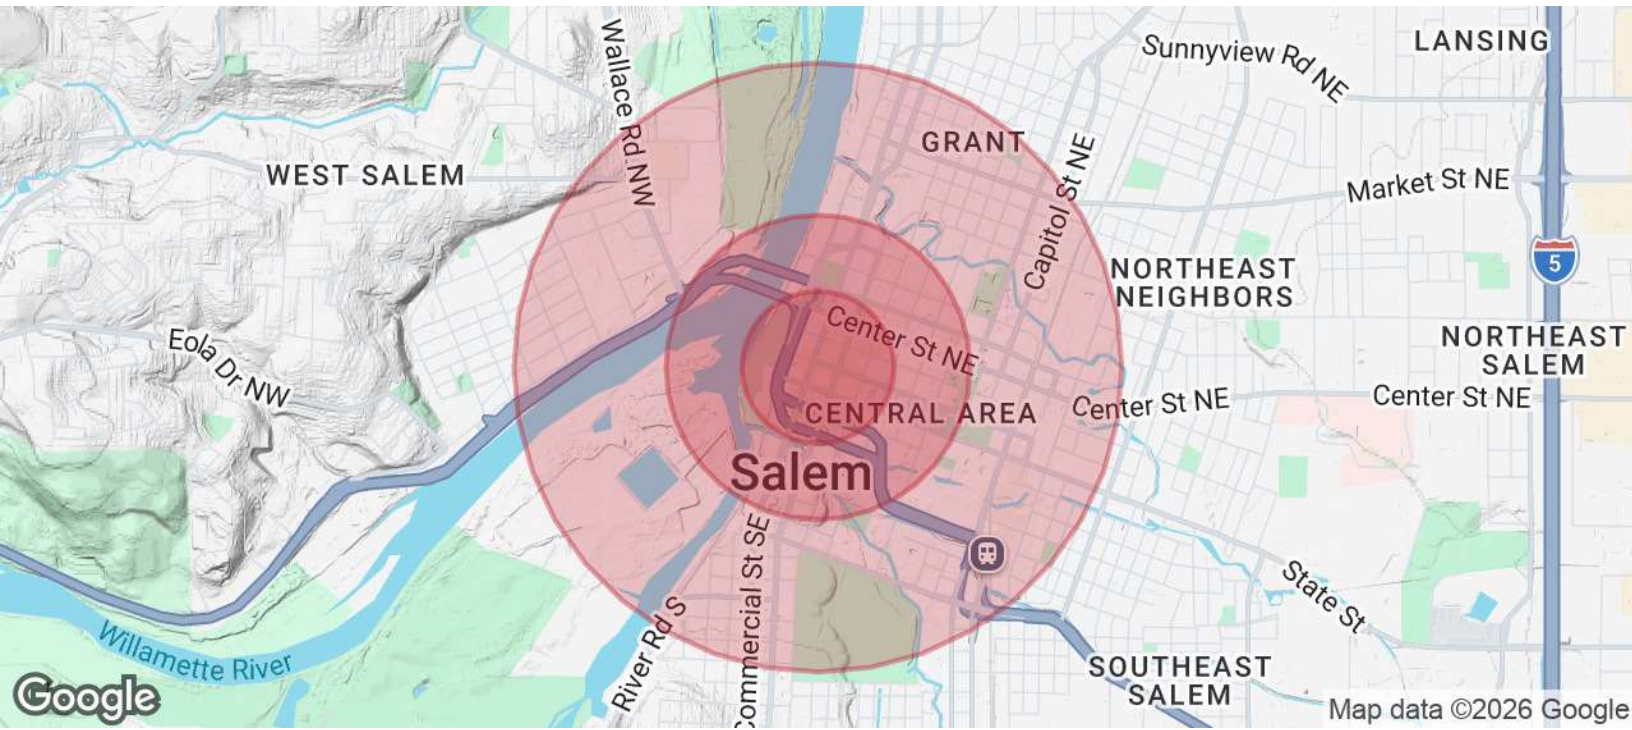 LANSING
Sunnyview Rd NE
Wallace Rd NW
GRANT
WEST SALEM
Capitol St NE
Market St NE
NORTHEAST
NEIGHBORS
5
Center St NE
NORTHEAST
SALEM
Eola Dr NW
CENTRAL AREA
Center St NE
Center St NE
Salem
Commercial St SE
River Rd S
State St
Willamette River
SOUTHEAST
SALEM
Google
Map data ©2026 Google